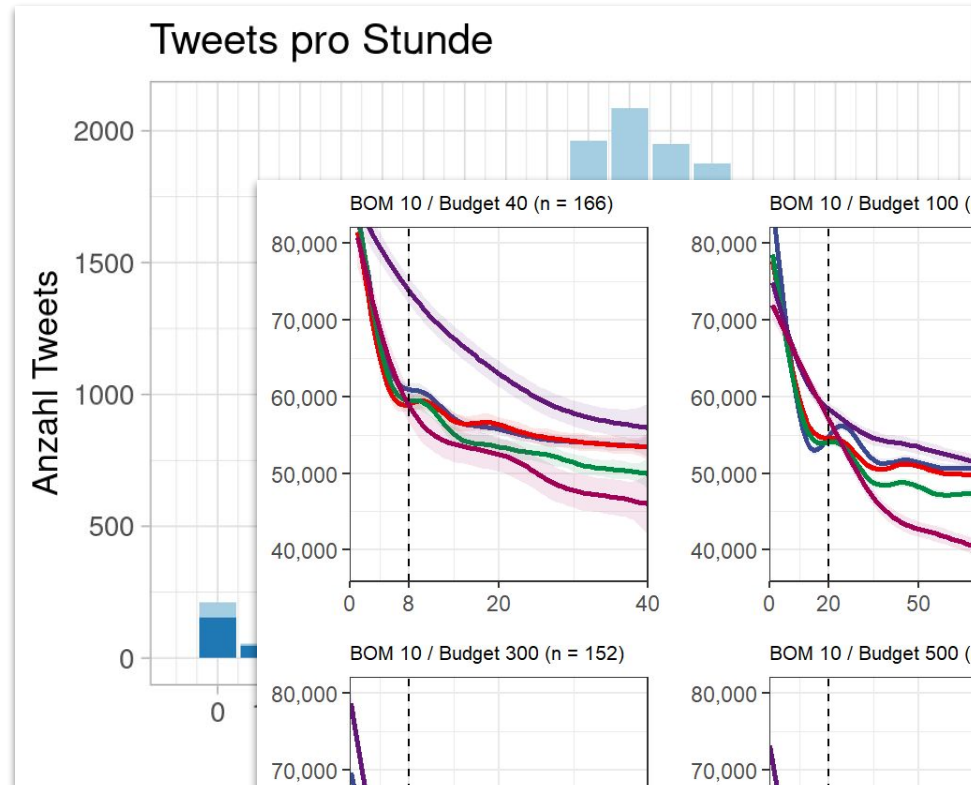 Tweets pro Stunde
Anzahl Tweets
2000
1500
1000
500
0
0
BOM 10 / Budget 40 (n = 166)
80,000
70,000
60,000
50,000
40,000
0 8 20 40
BOM 10 / Budget 100 (
80,000
70,000
60,000
50,000
40,000
0 20 50
BOM 10 / Budget 300 (n = 152)
80,000
70,000
BOM 10 / Budget 500 (
80,000
70,000